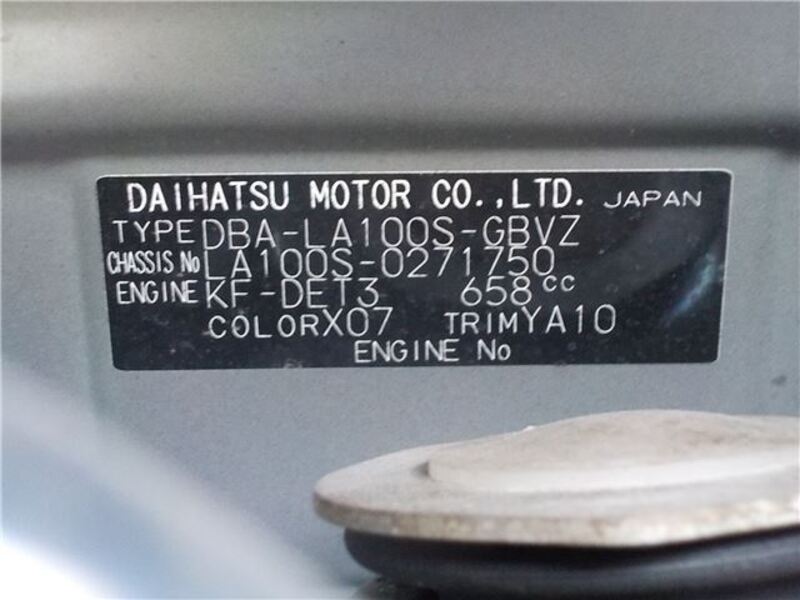 DAIHATSU MOTOR CO.,LTD. JAPAN
TYPE DBA-LA100S-GBVZ
CHASSIS No LA100S-0271750
ENGINE KF-DET3 658 cc
COLOR X07 TRIM YA10
ENGINE No